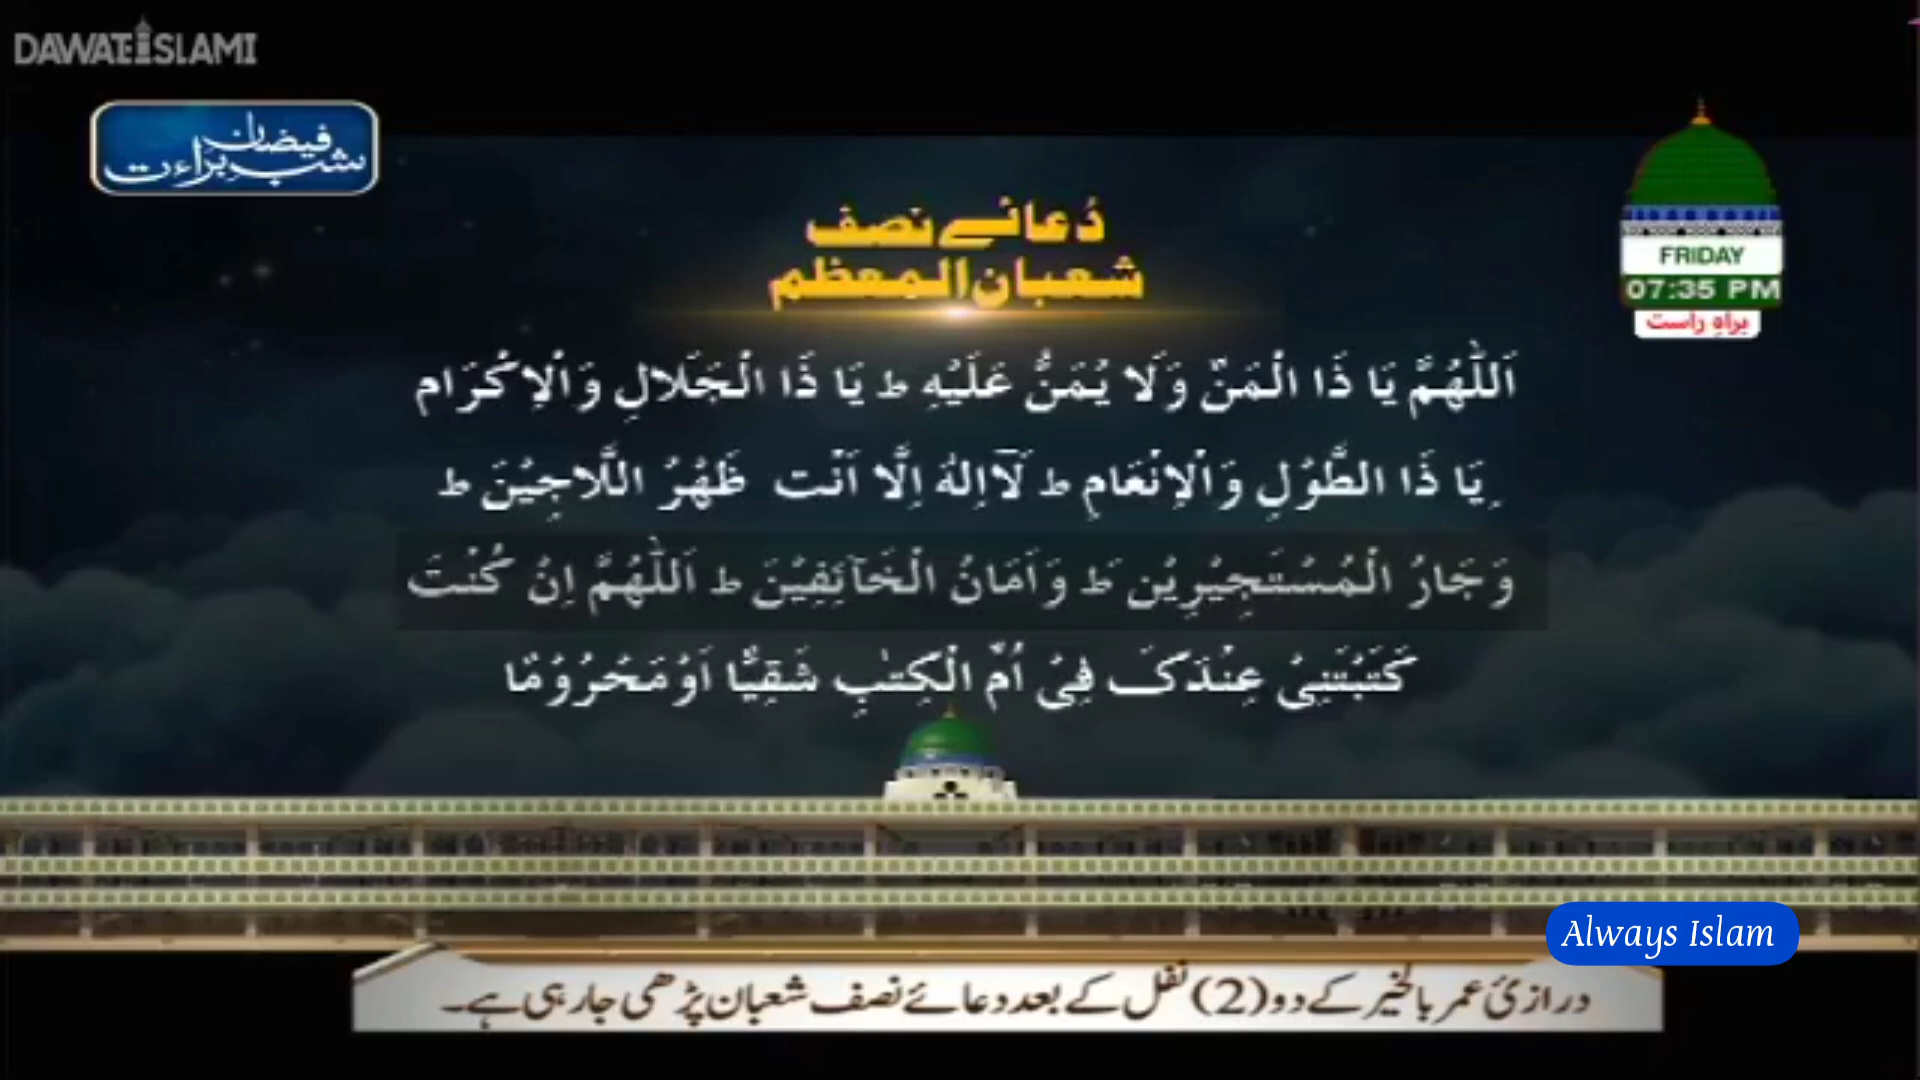 DAWATEISLAMI
فیضان
شبِ براءت
FRIDAY
07:35 PM
براہِ راست
دُعائے نصف
شعبان المعظم
اَللّٰهُمَّ یَا ذَا الْمَنِّ وَلَا یُمَنُّ عَلَیْهِ ط یَا ذَا الْجَلَالِ وَالْاِکْرَام
ِیَا ذَا الطَّوْلِ وَالْاِنْعَامِ ط لَآاِلٰهَ اِلَّا اَنْت ظَهْرُ اللَّاجِیْنَ ط
وَجَارُ الْمُسْتَجِیْرِیْن َط وَاَمَانُ الْخَآئِفِیْنَ ط اَللّٰهُمَّ اِنْ کُنْتَ
کَتَبْتَنِیْ عِنْدَکَ فِیْ اُمِّ الْکِتٰبِ شَقِیًّا اَوْمَحْرُوْمًا
Always Islam
درازئ عمر بالخیر کے دو(2) نفل کے بعد دعائے نصف شعبان پڑھی جارہی ہے۔